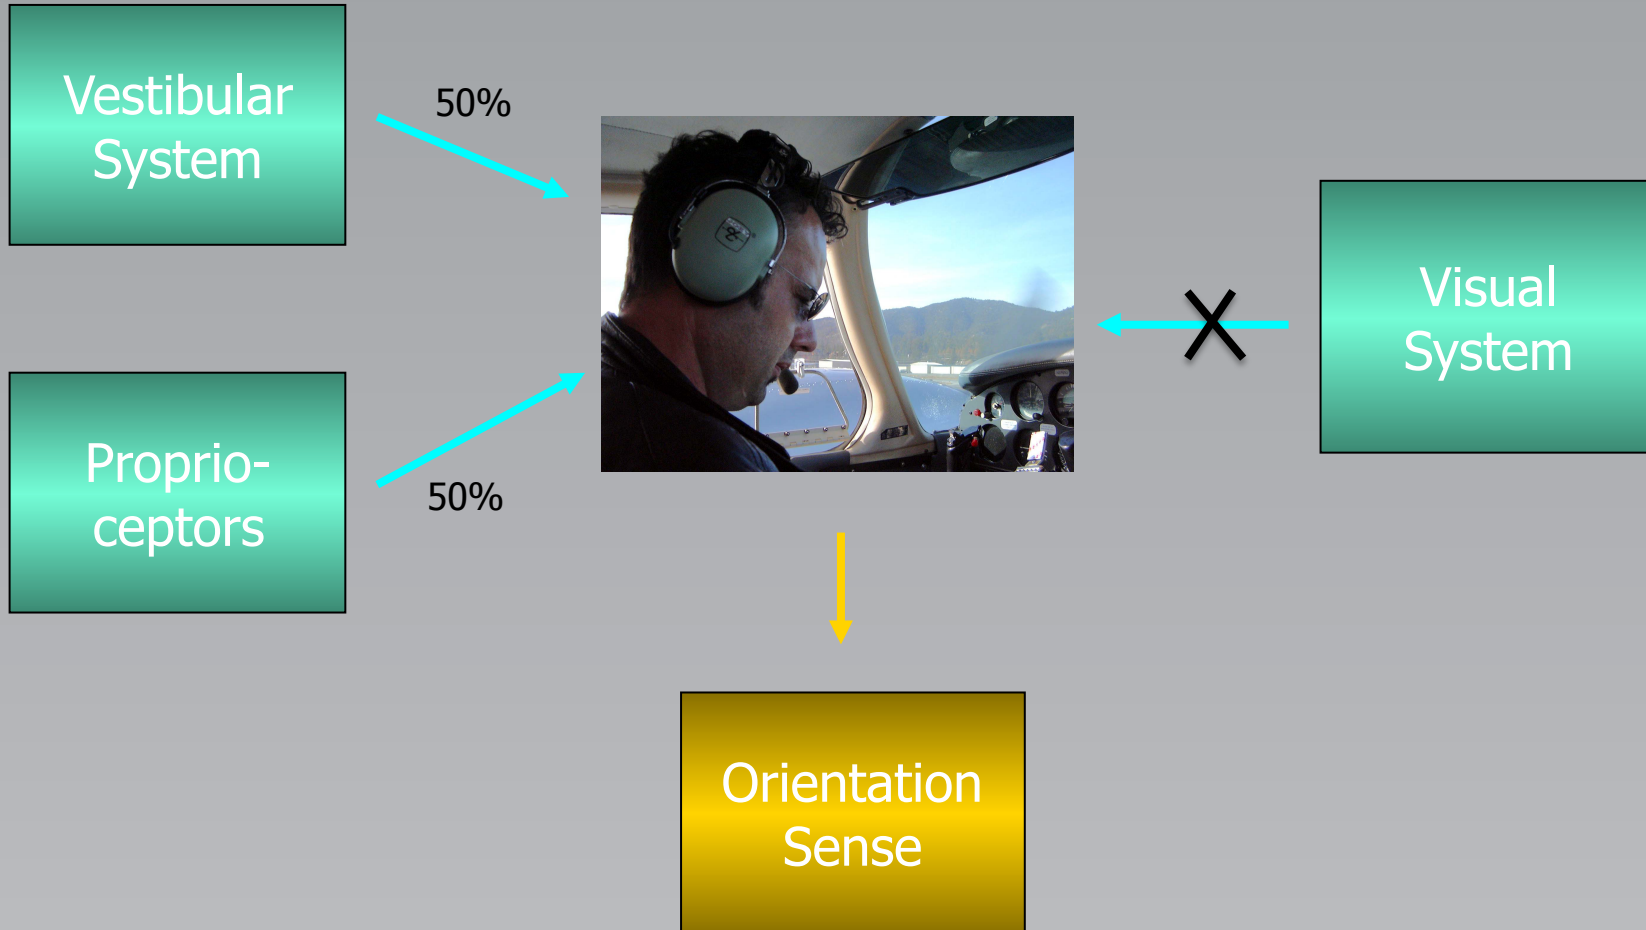 Vestibular
System
50%
Proprio-
ceptors
50%
Visual
System
Orientation
Sense